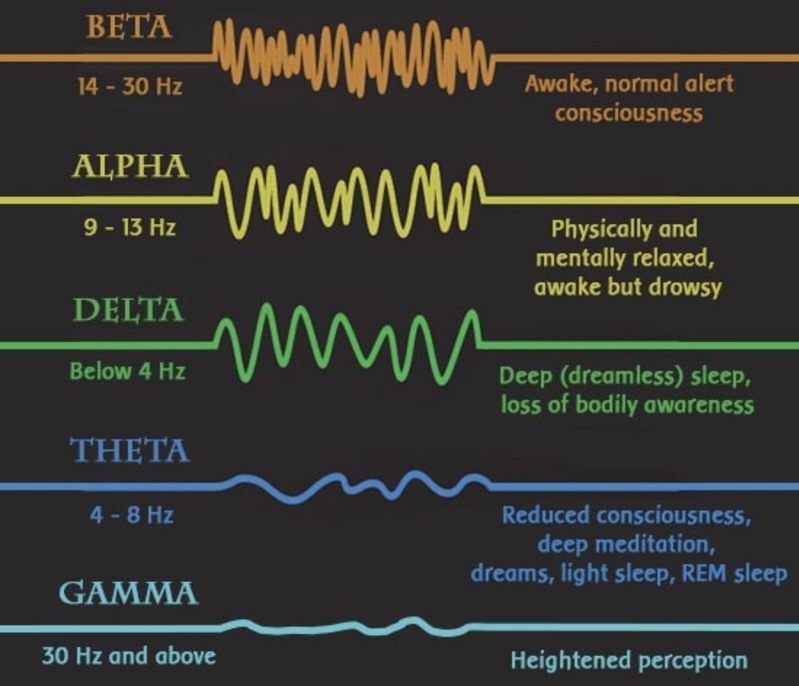 BETA
14 - 30 Hz
Awake, normal alert
consciousness
ALPHA
9 - 13 Hz
Physically and
mentally relaxed,
awake but drowsy
DELTA
Below 4 Hz
Deep (dreamless) sleep,
loss of bodily awareness
THETA
4 - 8 Hz
Reduced consciousness,
deep meditation,
dreams, light sleep, REM sleep
GAMMA
30 Hz and above
Heightened perception